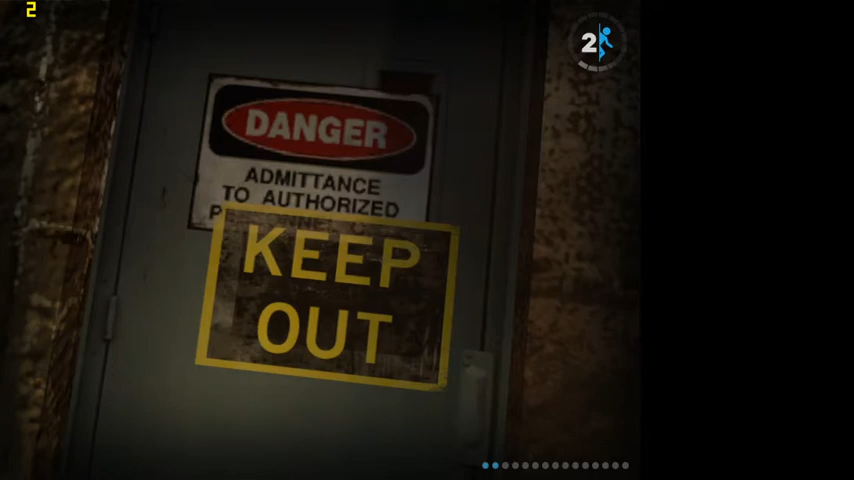 2
2
DANGER
ADMITTANCE
TO AUTHORIZED
KEEP
OUT